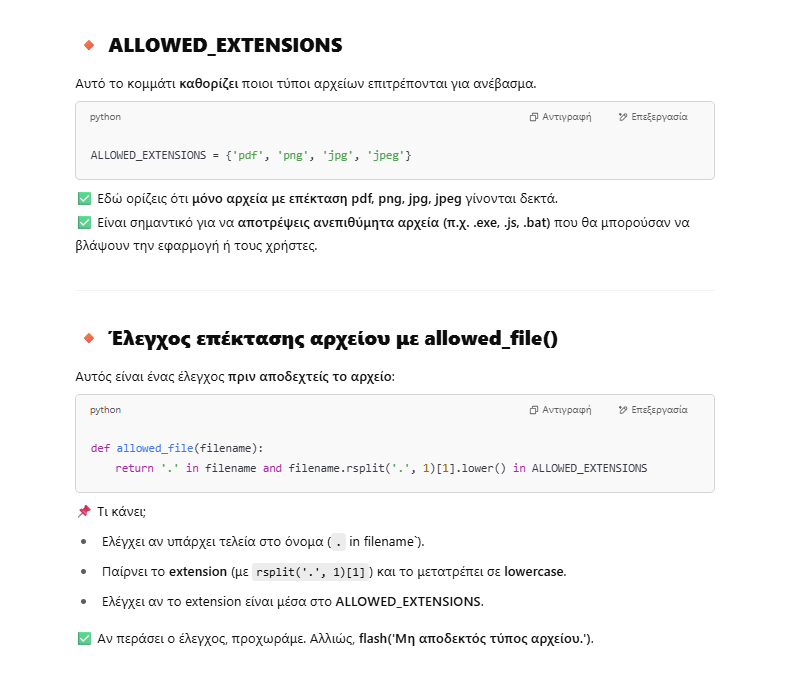 🔸 ALLOWED_EXTENSIONS
Αυτό το κομμάτι καθορίζει ποιοι τύποι αρχείων επιτρέπονται για ανέβασμα.
python Αντιγραφή Επεξεργασία
ALLOWED_EXTENSIONS = {'pdf', 'png', 'jpg', 'jpeg'}
✅ Εδώ ορίζεις ότι μόνο αρχεία με επέκταση pdf, png, jpg, jpeg γίνονται δεκτά.
✅ Είναι σημαντικό για να αποτρέψεις ανεπιθύμητα αρχεία (π.χ. .exe, .js, .bat) που θα μπορούσαν να
βλάψουν την εφαρμογή ή τους χρήστες.
🔸 Έλεγχος επέκτασης αρχείου με allowed_file()
Αυτός είναι ένας έλεγχος πριν αποδεχτείς το αρχείο:
python Αντιγραφή Επεξεργασία
def allowed_file(filename):
    return '.' in filename and filename.rsplit('.', 1)[1].lower() in ALLOWED_EXTENSIONS
📌 Τι κάνει;
• Ελέγχει αν υπάρχει τελεία στο όνομα (. in filename`).
• Παίρνει το extension (με rsplit('.', 1)[1]) και το μετατρέπει σε lowercase.
• Ελέγχει αν το extension είναι μέσα στο ALLOWED_EXTENSIONS.
✅ Αν περάσει ο έλεγχος, προχωράμε. Αλλιώς, flash('Μη αποδεκτός τύπος αρχείου.').